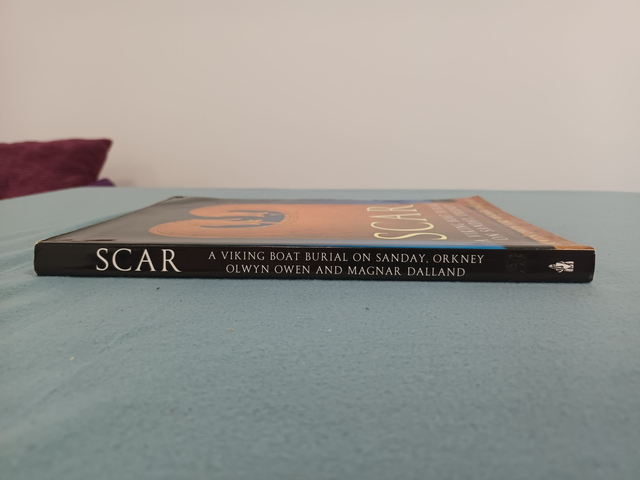 SCAR
A VIKING BOAT BURIAL ON SANDAY, ORKNEY
OLWYN OWEN AND MAGNAR DALLAND
SCAR